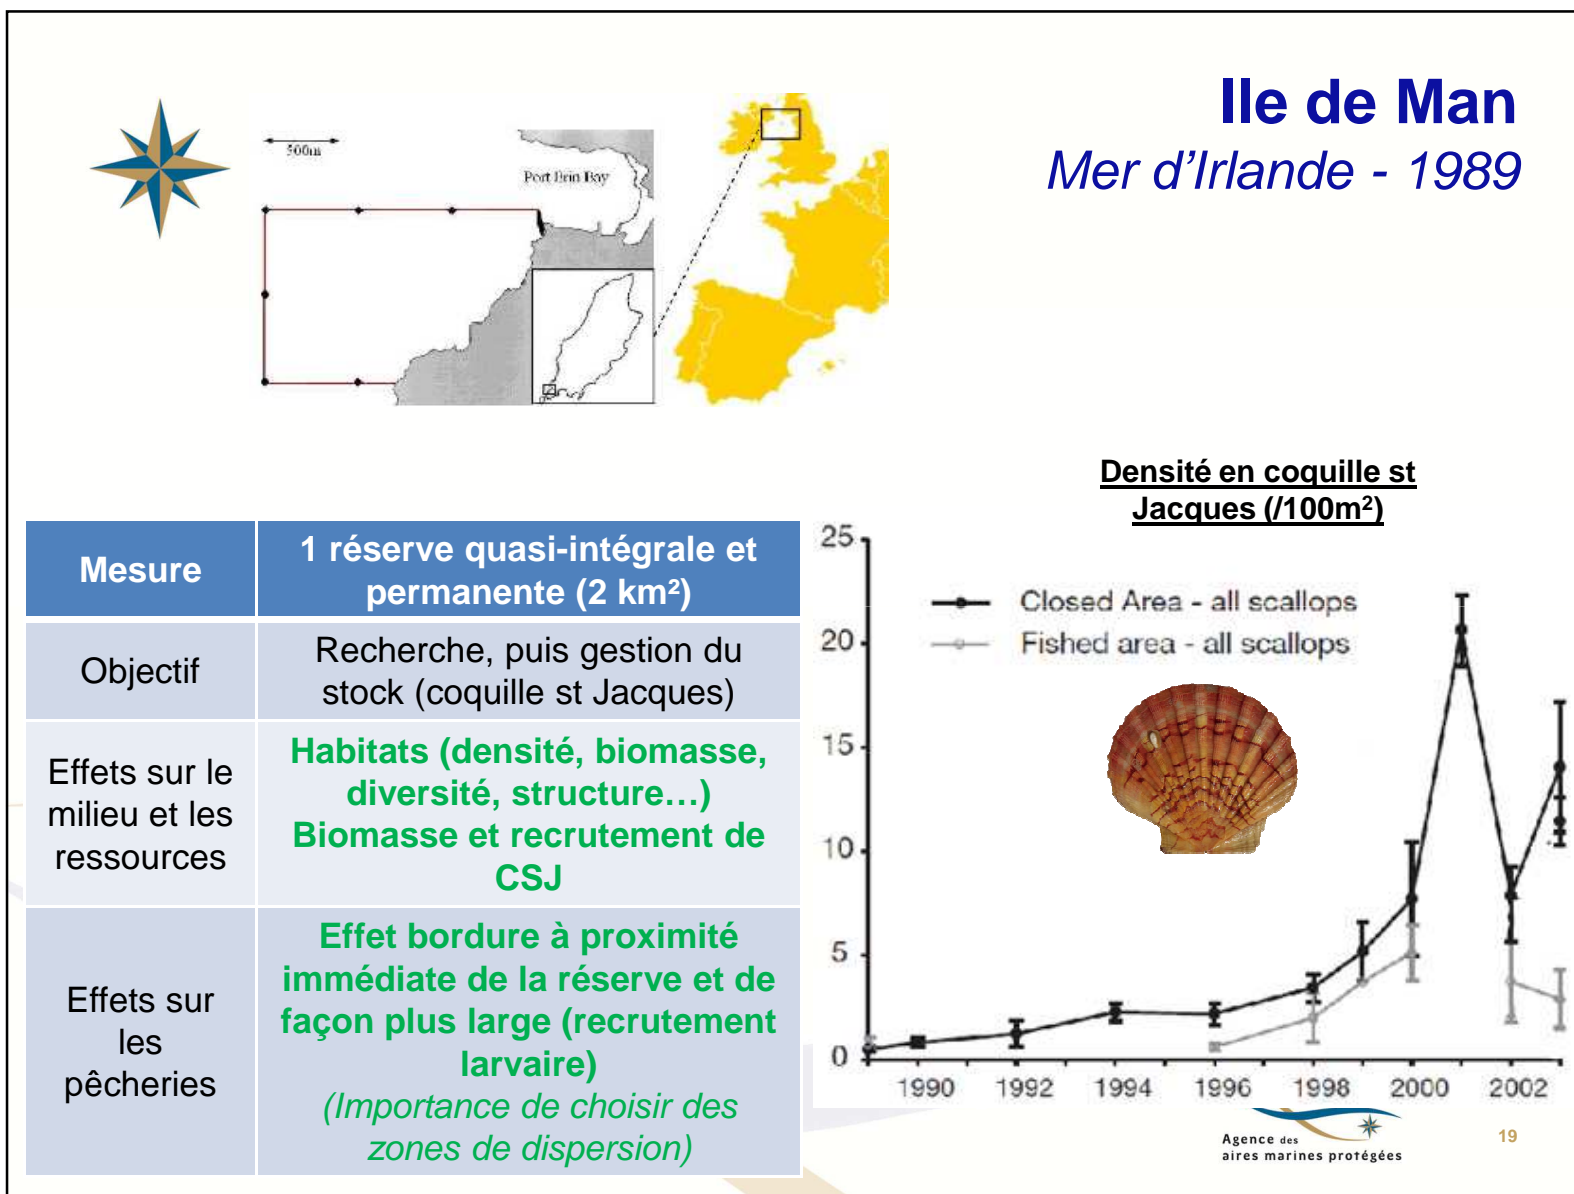 Ile de Man
Mer d'Irlande - 1989
500m
Port Erin Bay
Mesure
1 réserve quasi-intégrale et
permanente (2 km²)
Objectif
Recherche, puis gestion du
stock (coquille st Jacques)
Effets sur le
milieu et les
ressources
Habitats (densité, biomasse,
diversité, structure…)
Biomasse et recrutement de
CSJ
Effets sur
les
pêcheries
Effet bordure à proximité
immédiate de la réserve et de
façon plus large (recrutement
larvaire)
(Importance de choisir des
zones de dispersion)
Densité en coquille st
Jacques (/100m²)
25
20
15
10
5
0
Closed Area - all scallops
Fished area - all scallops
1990 1992 1994 1996 1998 2000 2002
Agence des
aires marines protégées
19